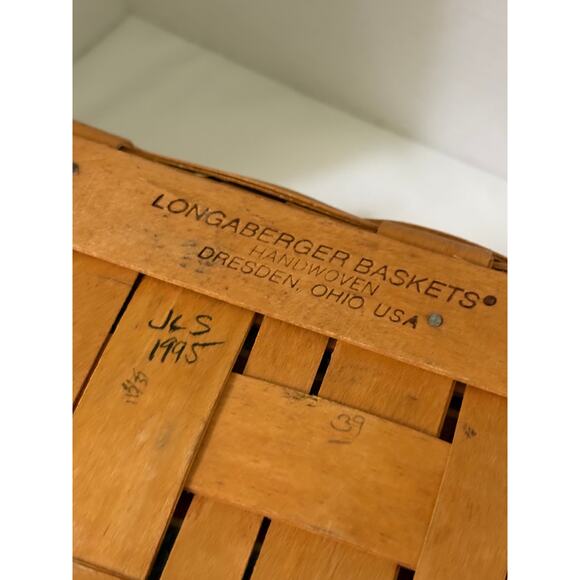 LONGABERGER BASKETS®
HANDWOVEN
DRESDEN, OHIO USA
JLS
1995
39